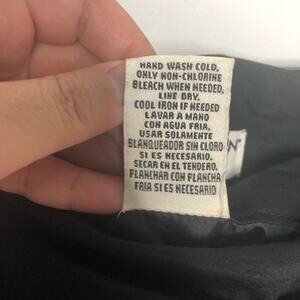 HAND WASH COLD,
ONLY NON-CHLORINE
BLEACH WHEN NEEDED,
LINE DRY.
COOL IRON IF NEEDED
LAVAR A MANO
CON AGUA FRIA,
USAR SOLAMENTE
BLANQUEADOR SIN CLORO
SI ES NECESARIO.
SECAR EN EL TENDERO,
PLANCHAR CON PLANCHA
FRIA SI ES NECESARIO